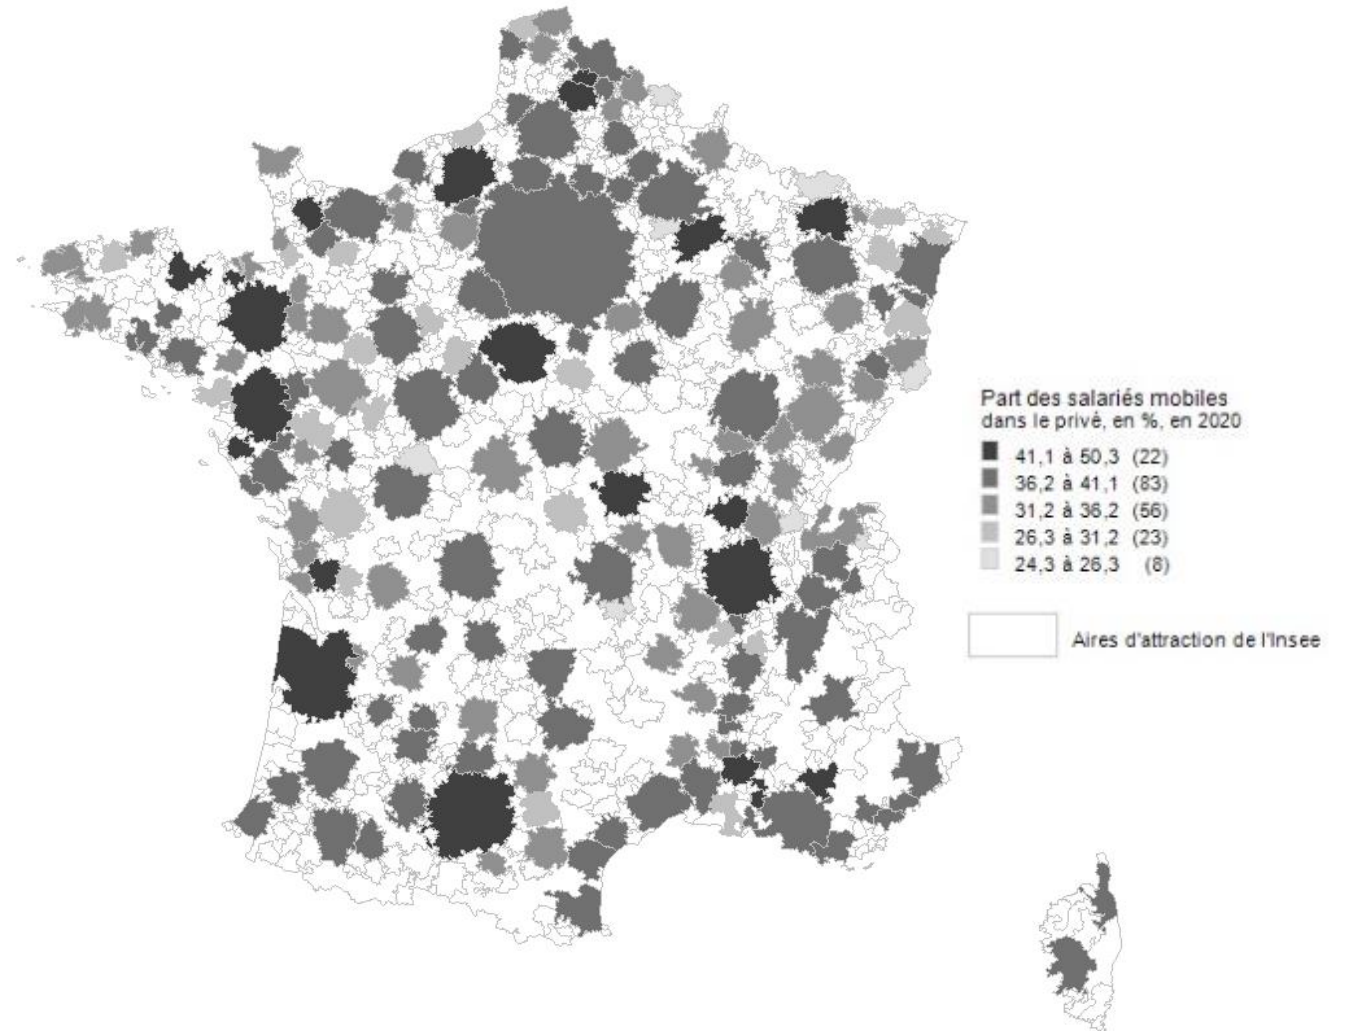 Part des salariés mobiles
dans le privé, en %, en 2020
41,1 à 50,3 (22)
36,2 à 41,1 (83)
31,2 à 36,2 (56)
26,3 à 31,2 (23)
24,3 à 26,3 (8)
Aires d'attraction de l'Insee